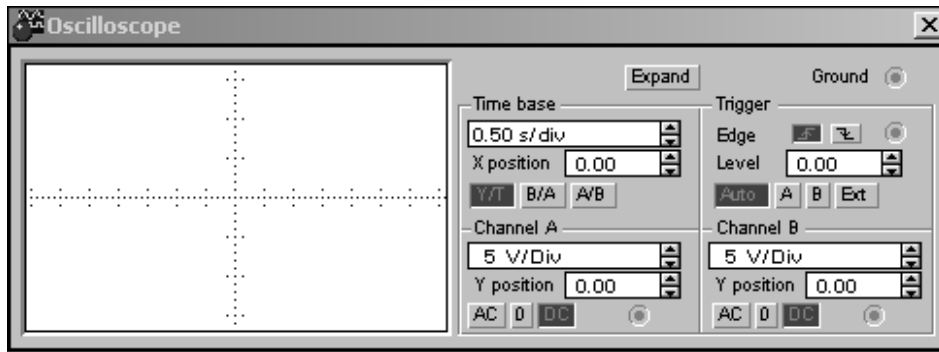 Oscilloscope
Expand
Ground
Time base
0.50 s/div
X position 0.00
Y/T B/A A/B
Trigger
Edge
Level 0.00
Auto A B Ext
Channel A
5 V/Div
Y position 0.00
AC 0 DC
Channel B
5 V/Div
Y position 0.00
AC 0 DC